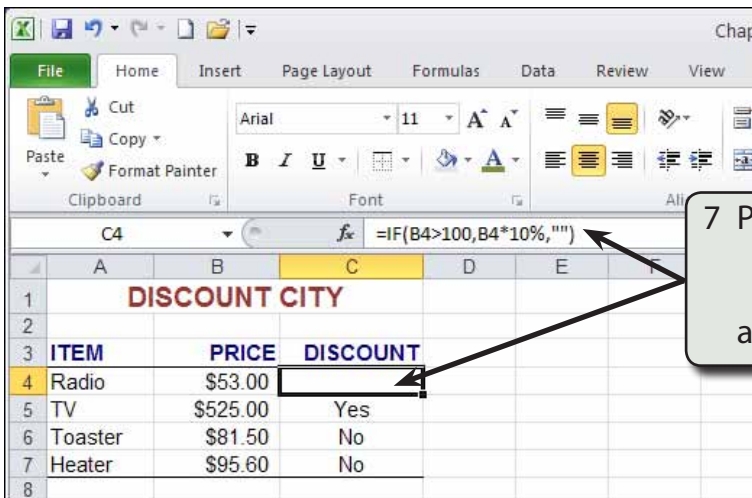 Chap
File Home Insert Page Layout Formulas Data Review View
Cut
Copy
Format Painter
Paste
Arial 11 A A
B I U A
Clipboard Font Ali
C4 fx =IF(B4>100,B4*10%,"")
7 P
a
A B C D E F
1 DISCOUNT CITY
2
3 ITEM PRICE DISCOUNT
4 Radio $53.00
5 TV $525.00 Yes
6 Toaster $81.50 No
7 Heater $95.60 No
8